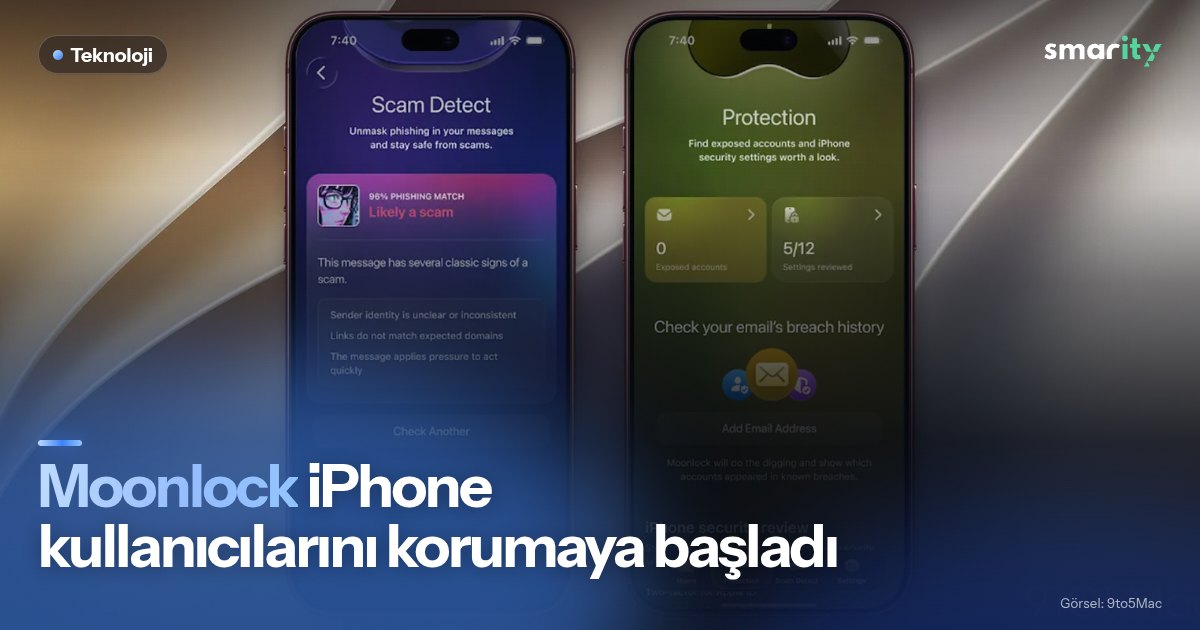 Teknoloji
smarity
7:40
Scam Detect
Unmask phishing in your messages
and stay safe from scams.
96% PHISHING MATCH
Likely a scam
This message has several classic signs of a
scam.
Sender identity is unclear or inconsistent
Links do not match expected domains
The message applies pressure to act
quickly
Check Another
7:40
Protection
Find exposed accounts and iPhone
security settings worth a look.
0
Exposed accounts
5/12
Settings reviewed
Check your email's breach history
Add Email Address
Moonlock will do the digging and show which
accounts appeared in known breaches.
iPhone security review
Moonlock iPhone
kullanıcılarını korumaya başladı
Görsel: 9to5Mac